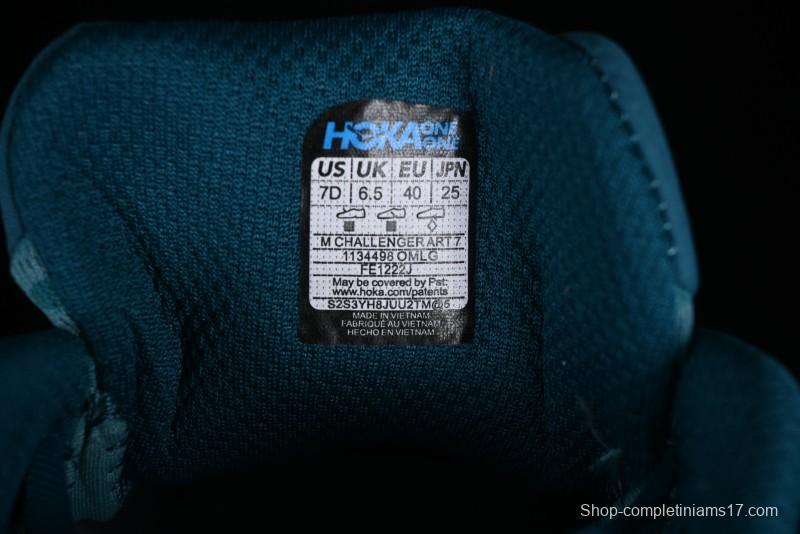 HOKA ONE ONE
US UK EU JPN
7D 6.5 40 25
M CHALLENGER ART 7
1134498 OMLG
FE1222J
May be covered by Pat:
www.hoka.com/patents
MADE IN VIETNAM
FABRIQUÉ AU VIETNAM
HECHO EN VIETNAM
Shop-completiniams17.com